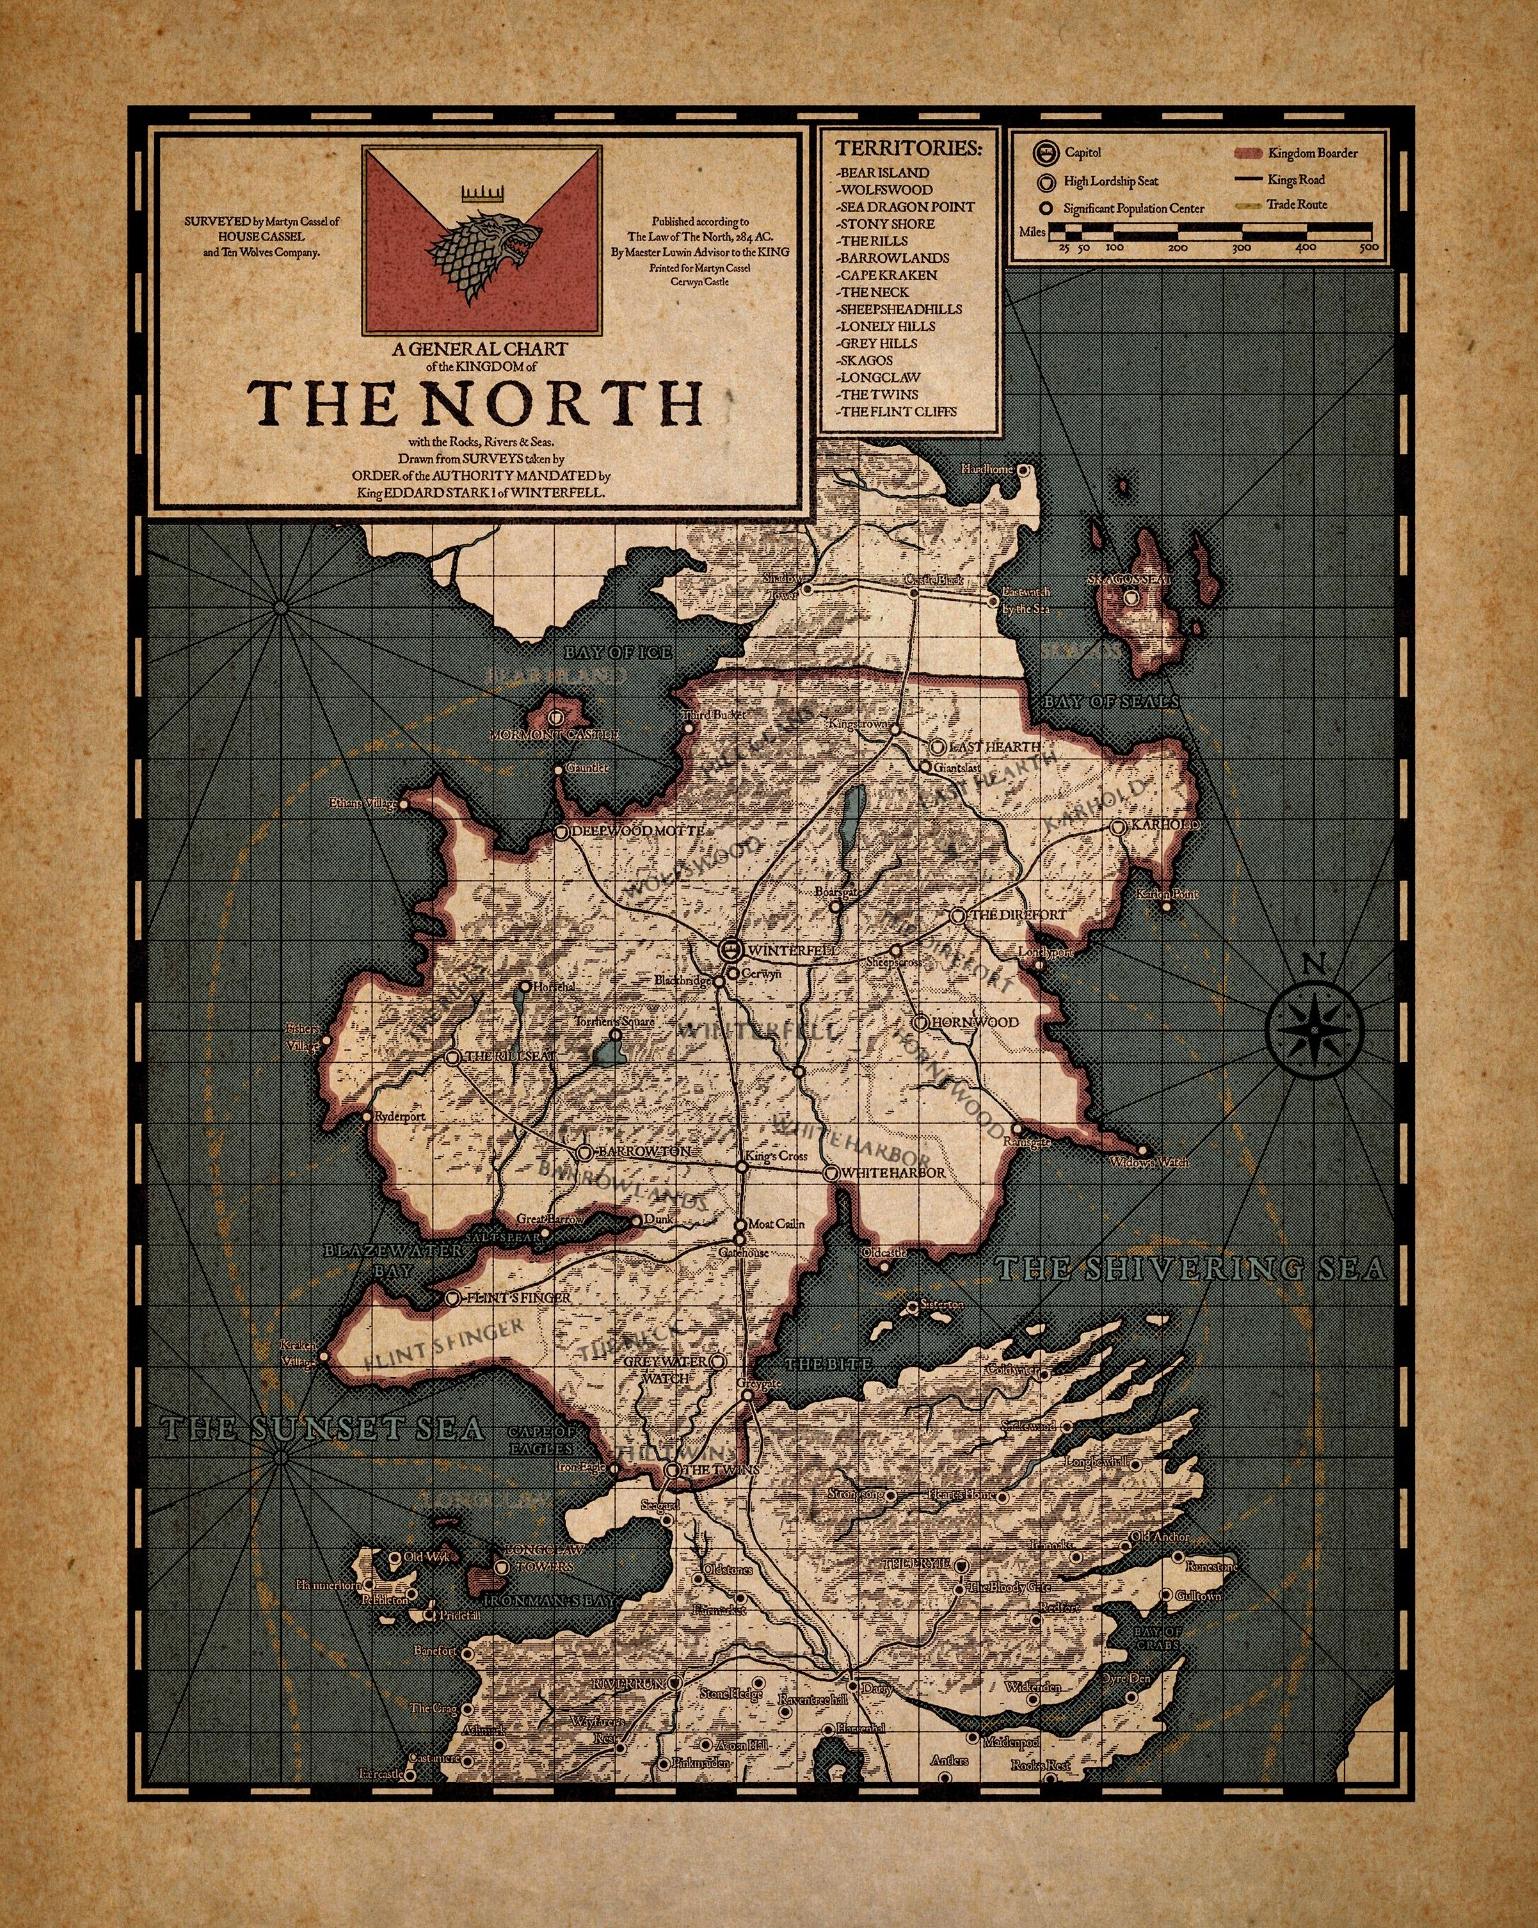 SURVEYED by Martyn Cassel of
HOUSE CASSEL
and Ten Wolves Company.
Published according to
The Law of The North, 284 AC.
By Maester Luwin Advisor to the KING
Printed for Martyn Cassel
Cerwyn Castle
A GENERAL CHART
of the KINGDOM of
THE NORTH
with the Rocks, Rivers & Seas.
Drawn from SURVEYS taken by
ORDER of the AUTHORITY MANDATED by
King EDDARD STARK I of WINTERFELL.
TERRITORIES:
-BEAR ISLAND
-WOLFSWOOD
-SEA DRAGON POINT
-STONY SHORE
-THE RILLS
-BARROWLANDS
-CAPE KRAKEN
-THE NECK
-SHEEPSHEADHILLS
-LONELY HILLS
-GREY HILLS
-SKAGOS
-LONGCLAW
-THE TWINS
-THE FLINT CLIFFS
Capitol
High Lordship Seat
Significant Population Center
Kingdom Boarder
Kings Road
Trade Route
Miles
25 50 100 200 300 400 500
Hardhome
Shadow
Tower
Castle Black
Eastwatch
by the Sea
SKAGOS SEAT
SKAGOS
BAY OF ICE
BEAR ISLAND
MORMONT CASTLE
BAY OF SEALS
Third Bucket
HILL CLANS
Kingscrown
LAST HEARTH
Giantslast
LAST HEARTH
Gauntlet
Ethans Village
KARHOLD
KARHOLD
DEEPWOOD MOTTE
WOLFSWOOD
Boarsgate
Karlon Point
THE DIREFORT
THE DIREFORT
WINTERFELL
Sheepscross
Lonelyport
Cerwyn
Blackbridge
Horsehal
THE RILLS
Torrhen's Square
WINTERFELL
HORNWOOD
Fishers
Village
THE RILLSEAT
HORNEWOOD
N
Ryderport
WHITE HARBOR
Ramsgate
BARROWTON
King's Cross
Widow's Watch
BARROWLANDS
WHITE HARBOR
Great Barrow
Dunk
Moat Cailin
SALTSPEAR
Gatehouse
BLAZEWATER
BAY
Oldcastle
THE SHIVERING SEA
FLINT'S FINGER
Sisterton
FLINT'S FINGER
THE NECK
Kraken
Village
GREYWATER
WATCH
THE BITE
Coldwater
Greygate
THE SUNSET SEA
CAPE OF
EAGLES
Snakewood
THE TWINS
Iron Eagle
THE TWINS
Longbowhall
LONGCLAW
Seagard
Strongsong
Heart's Home
Old Anchor
Old Wyk
LONGCLAW
TOWERS
Ironoaks
Runestone
Hammerhorn
Pebbleton
Oldstones
THE EYRIE
The Bloody Gate
Gulltown
Pridefall
IRONMAN'S BAY
Fairmarket
Redfort
BAY OF
CRABS
Banefort
RIVERRUN
Stone Hedge
Darry
Wickenden
Dyre Den
Raventree hall
The Crag
Wayfarers
Rest
Harrenhal
Ashmark
Acorn Hall
Maidenpool
Castamere
Pinkmaiden
Antlers
Rooks Rest
Faircastle